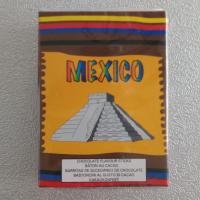 MEXICO
CHOCOLATE FLAVOUR STICKS
BÂTON AU CACAO
BARRITAS DE SUCEDÁNEO DE CHOCOLATE
BASTONCINI AL GUSTO DI CACAO